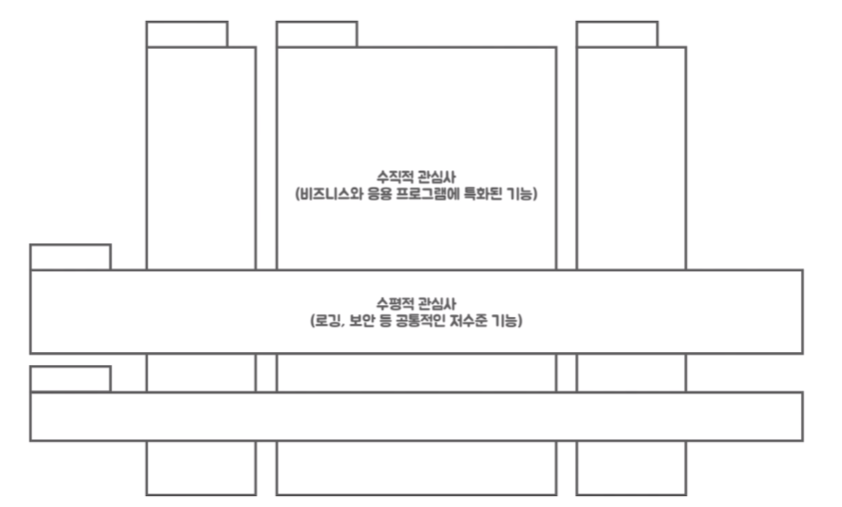 수직적 관심사
(비즈니스와 응용 프로그램에 특화된 기능)
수평적 관심사
(로깅, 보안 등 공통적인 저수준 기능)